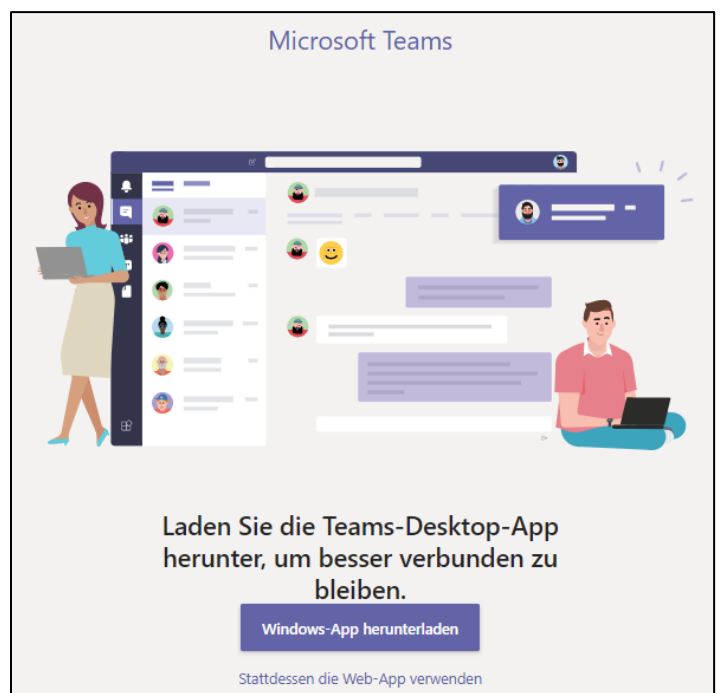 Microsoft Teams
Laden Sie die Teams-Desktop-App
herunter, um besser verbunden zu
bleiben.
Windows-App herunterladen
Stattdessen die Web-App verwenden